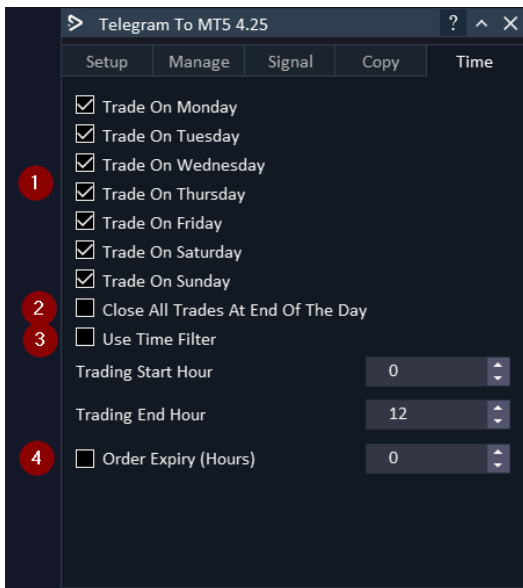 Telegram To MT5 4.25 ? ^ X
Setup Manage Signal Copy Time
Trade On Monday
Trade On Tuesday
Trade On Wednesday
1
Trade On Thursday
Trade On Friday
Trade On Saturday
Trade On Sunday
2 Close All Trades At End Of The Day
3 Use Time Filter
Trading Start Hour 0
Trading End Hour 12
4 Order Expiry (Hours) 0